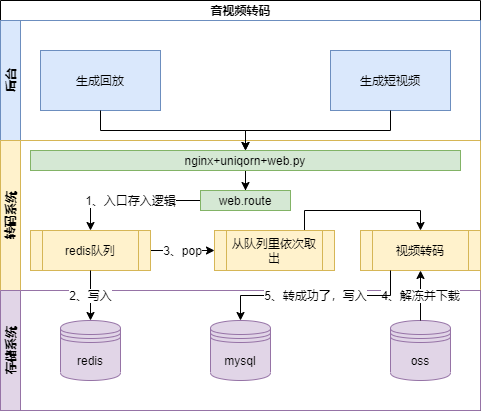 音视频转码
后台
生成回放
生成短视频
转码系统
nginx+uniqorn+web.py
web.route
1、入口存入逻辑
redis队列
3、pop
从队列里依次取
出
视频转码
2、写入
5、转成功了，写入
4、解冻并下载
存储系统
redis
mysql
oss